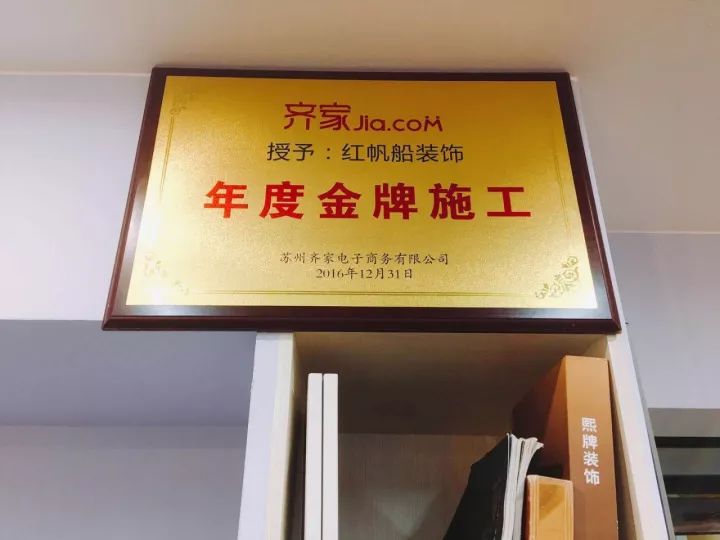 齐家Jia.coM
授予：红帆船装饰
年度金牌施工
苏州齐家电子商务有限公司
2016年12月31日
熙牌装饰